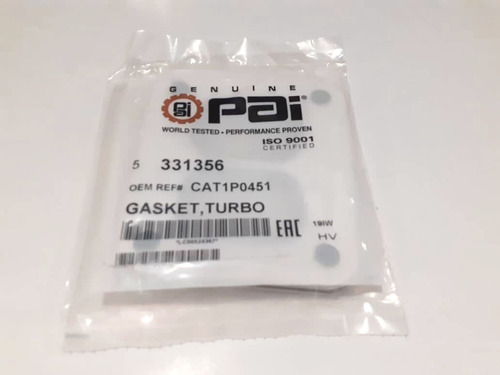 GENUINE
Pai
WORLD TESTED • PERFORMANCE PROVEN
ISO 9001
CERTIFIED
5 331356
OEM REF# CAT1P0451
GASKET,TURBO
EAC
19IW
HV